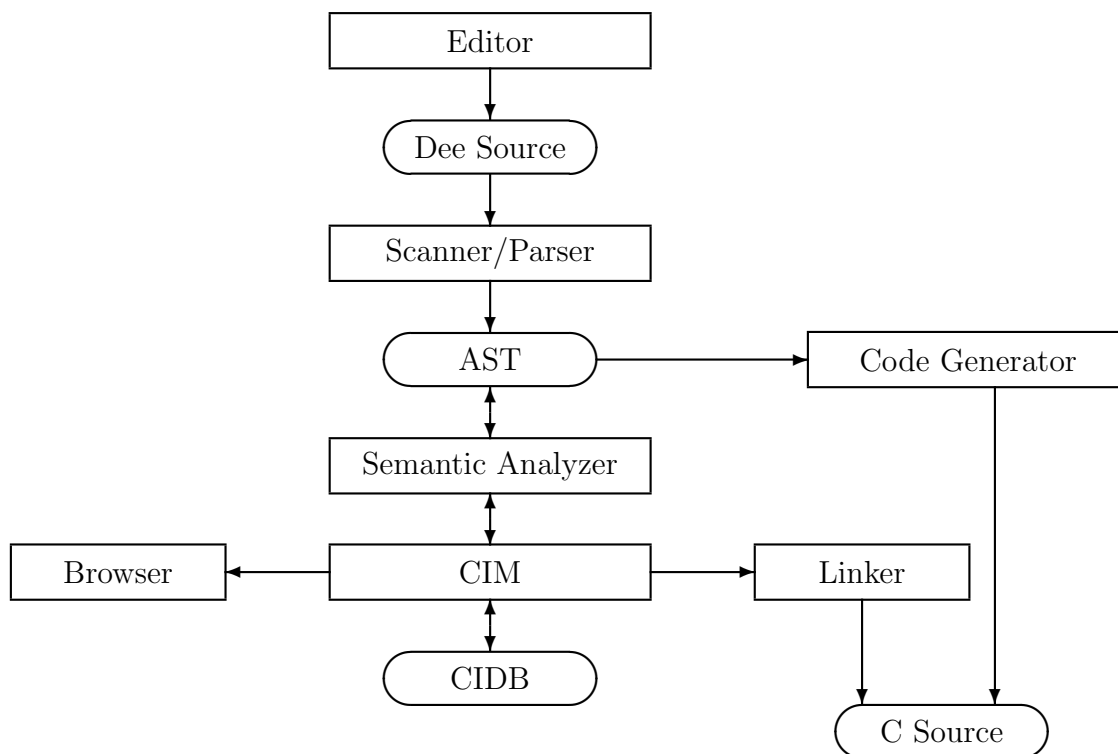 Editor
Dee Source
Scanner/Parser
AST
Code Generator
Semantic Analyzer
Browser
CIM
Linker
CIDB
C Source